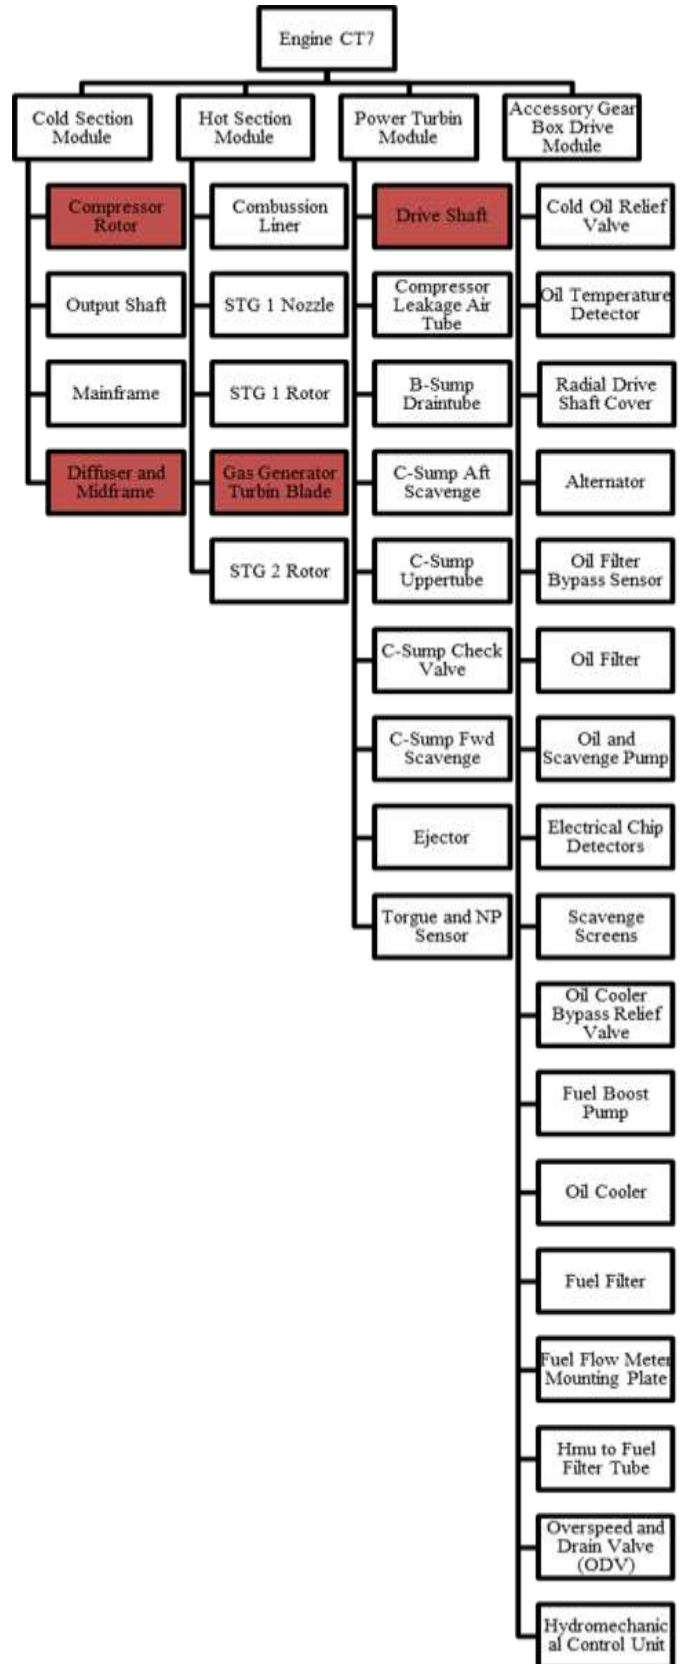 Engine CT7
Cold Section
Module
Hot Section
Module
Power Turbin
Module
Accessory Gear
Box Drive
Module
Compressor
Rotor
Output Shaft
Mainframe
Diffuser and
Midframe
Combussion
Liner
STG 1 Nozzle
STG 1 Rotor
Gas Generator
Turbin Blade
STG 2 Rotor
Drive Shaft
Compressor
Leakage Air
Tube
B-Sump
Draintube
C-Sump Aft
Scavenge
C-Sump
Uppertube
C-Sump Check
Valve
C-Sump Fwd
Scavenge
Ejector
Torgue and NP
Sensor
Cold Oil Relief
Valve
Oil Temperature
Detector
Radial Drive
Shaft Cover
Alternator
Oil Filter
Bypass Sensor
Oil Filter
Oil and
Scavenge Pump
Electrical Chip
Detectors
Scavenge
Screens
Oil Cooler
Bypass Relief
Valve
Fuel Boost
Pump
Oil Cooler
Fuel Filter
Fuel Flow Meter
Mounting Plate
Hmu to Fuel
Filter Tube
Overspeed and
Drain Valve
(ODV)
Hydromechanic
al Control Unit